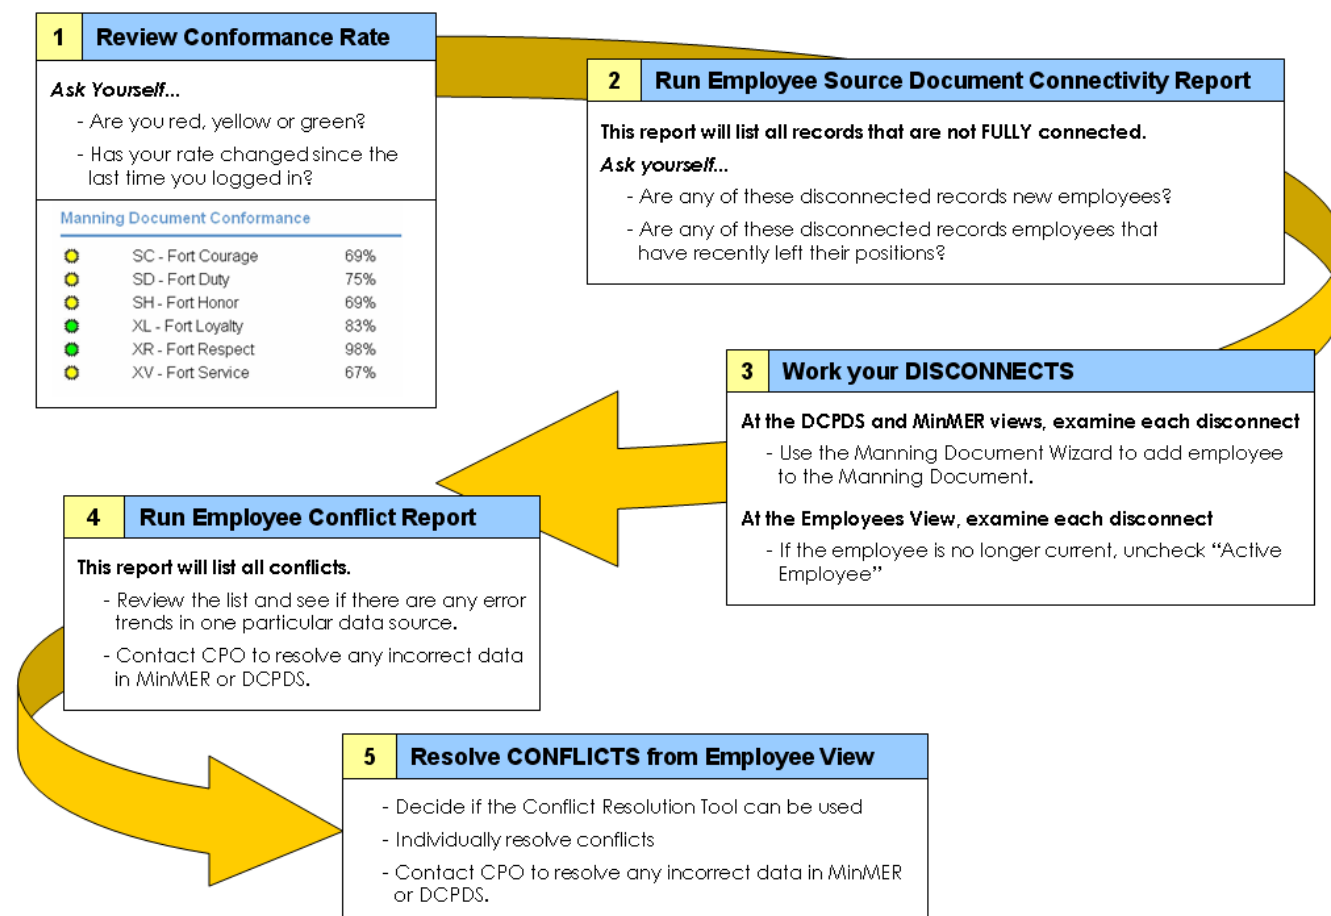 1 Review Conformance Rate
Ask Yourself...
- Are you red, yellow or green?
- Has your rate changed since the
last time you logged in?
Manning Document Conformance
SC - Fort Courage 69%
SD - Fort Duty 75%
SH - Fort Honor 69%
XL - Fort Loyalty 83%
XR - Fort Respect 98%
XV - Fort Service 67%
2 Run Employee Source Document Connectivity Report
This report will list all records that are not FULLY connected.
Ask yourself...
- Are any of these disconnected records new employees?
- Are any of these disconnected records employees that
have recently left their positions?
3 Work your DISCONNECTS
At the DCPDS and MinMER views, examine each disconnect
- Use the Manning Document Wizard to add employee
to the Manning Document.
At the Employees View, examine each disconnect
- If the employee is no longer current, uncheck “Active
Employee”
4 Run Employee Conflict Report
This report will list all conflicts.
- Review the list and see if there are any error
trends in one particular data source.
- Contact CPO to resolve any incorrect data
in MinMER or DCPDS.
5 Resolve CONFLICTS from Employee View
- Decide if the Conflict Resolution Tool can be used
- Individually resolve conflicts
- Contact CPO to resolve any incorrect data in MinMER
or DCPDS.